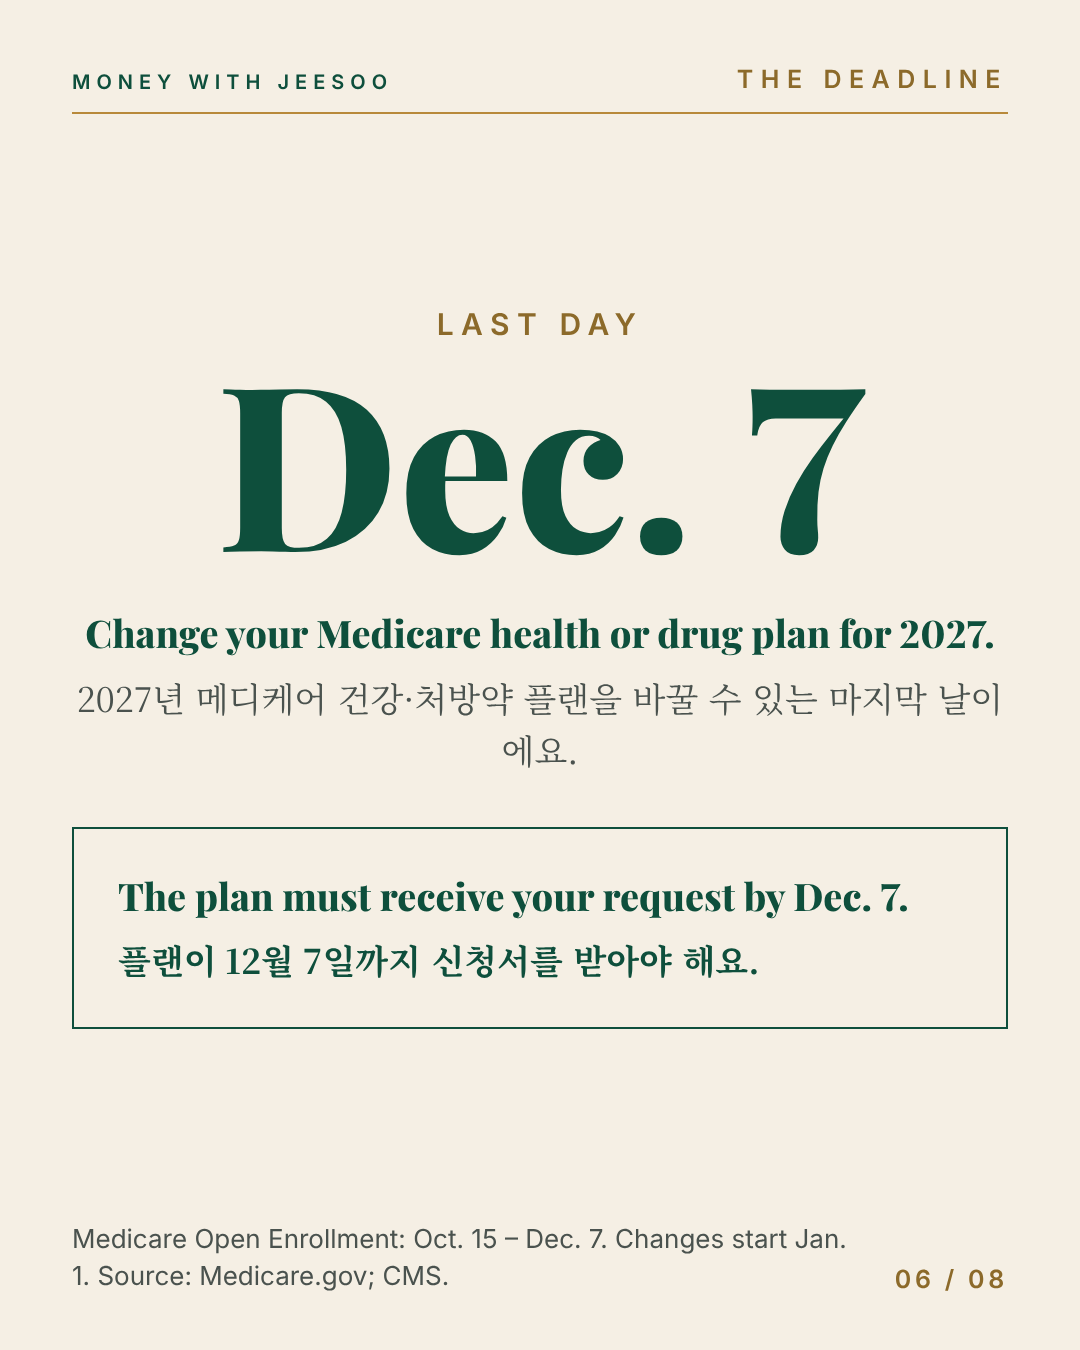 MONEY WITH JEESOO
THE DEADLINE
LAST DAY
Dec. 7
Change your Medicare health or drug plan for 2027.
2027년 메디케어 건강·처방약 플랜을 바꿀 수 있는 마지막 날이
에요.
The plan must receive your request by Dec. 7.
플랜이 12월 7일까지 신청서를 받아야 해요.
Medicare Open Enrollment: Oct. 15 – Dec. 7. Changes start Jan.
1. Source: Medicare.gov; CMS.
06 / 08